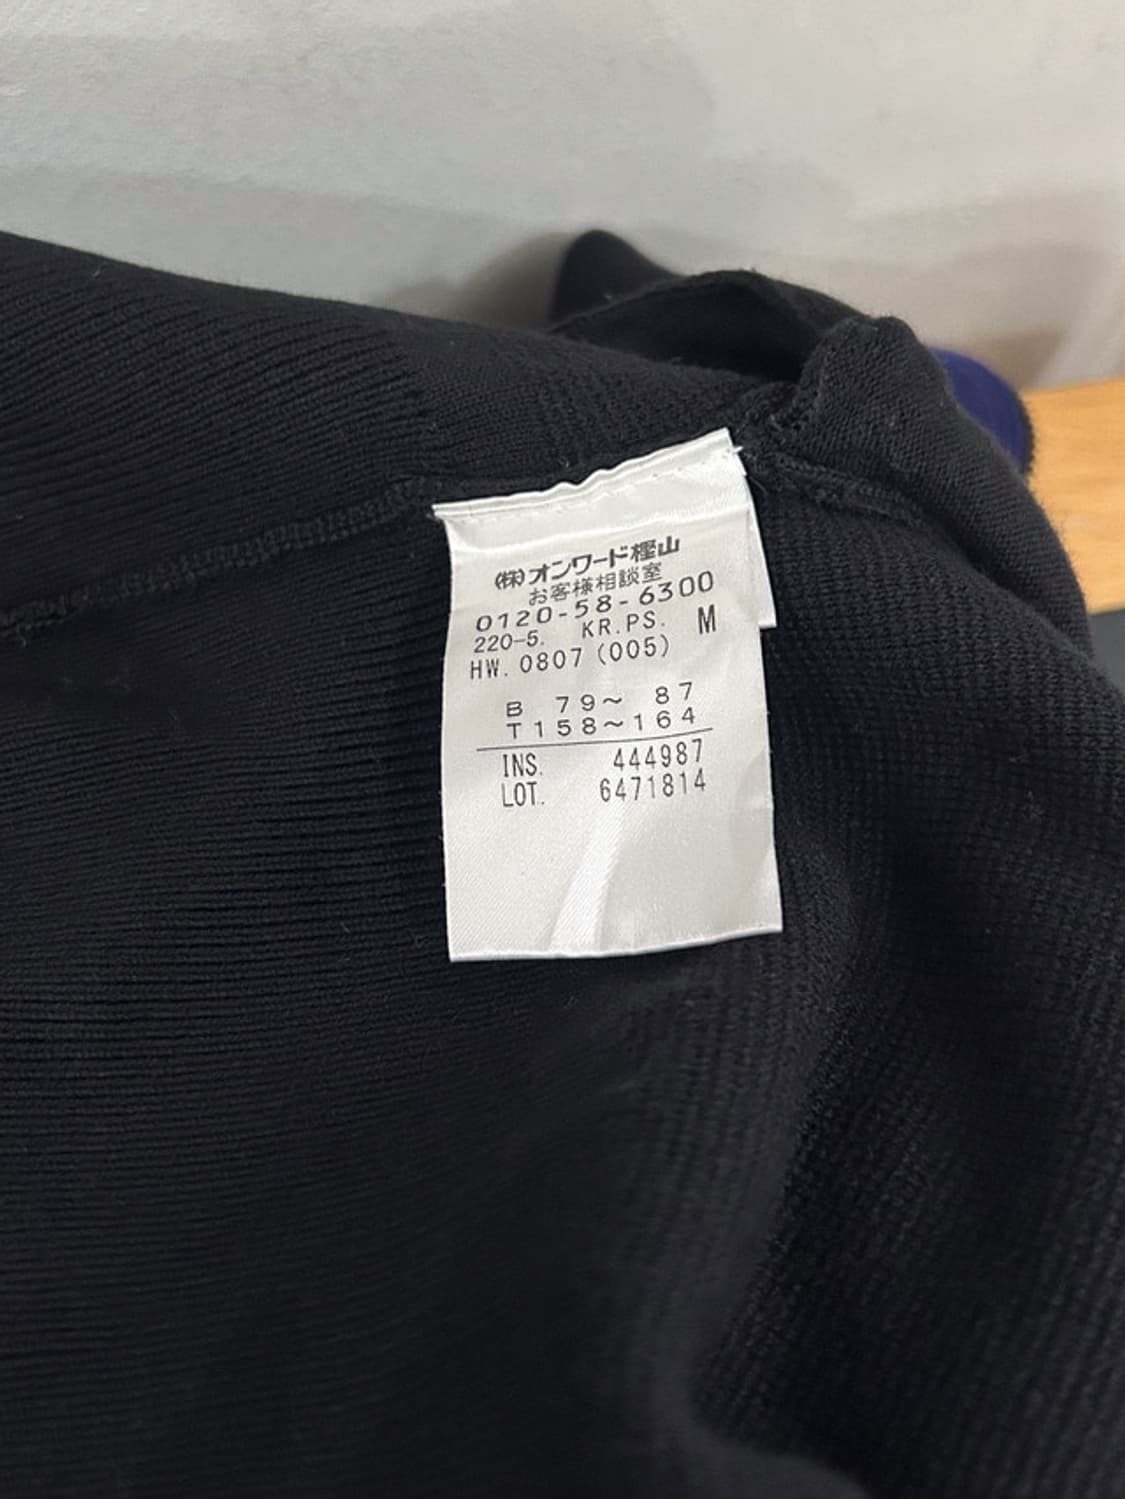 (株)オンワード樫山
お客様相談室
0120-58-6300
220-5. KR.PS. M
HW.0807(005)
B 79～ 87
T158～164
INS. 444987
LOT. 6471814